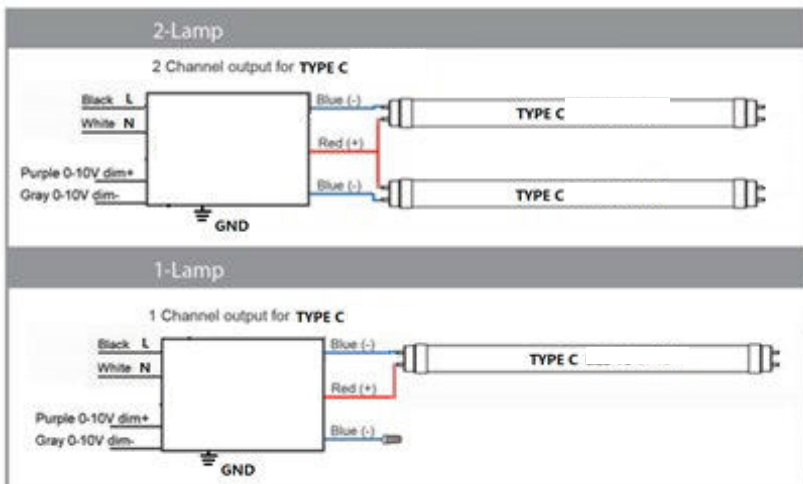 2-Lamp
2 Channel output for TYPE C
Black L
White N
Purple 0-10V dim+
Gray 0-10V dim-
GND
Blue (-)
Red (+)
Blue (-)
TYPE C
TYPE C
1-Lamp
1 Channel output for TYPE C
Black L
White N
Purple 0-10V dim+
Gray 0-10V dim-
GND
Blue (-)
Red (+)
Blue (-)
TYPE C